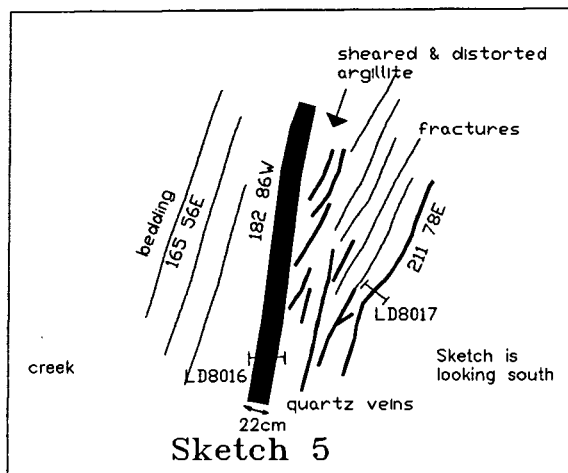 sheared & distorted
argillite
fractures
bedding
165 56E
182 86W
211 78E
LD8017
LD8016
creek
Sketch is
looking south
quartz veins
22cm
Sketch 5